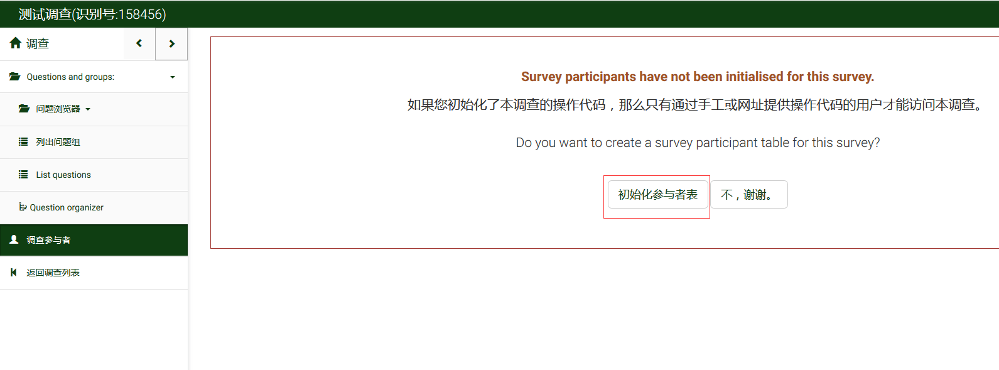 测试调查(识别号:158456)
调查
Questions and groups:
问题浏览器
列出问题组
List questions
Question organizer
调查参与者
返回调查列表
Survey participants have not been initialised for this survey.
如果您初始化了本调查的操作代码，那么只有通过手工或网址提供操作代码的用户才能访问本调查。
Do you want to create a survey participant table for this survey?
初始化参与者表
不，谢谢。